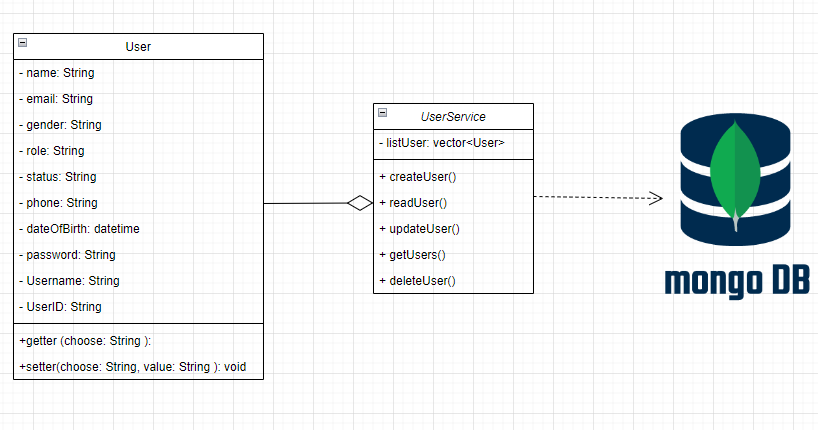 User
- name: String
- email: String
- gender: String
- role: String
- status: String
- phone: String
- dateOfBirth: datetime
- password: String
- Username: String
- UserID: String
+getter (choose: String ):
+setter(choose: String, value: String ): void
UserService
- listUser: vector<User>
+ createUser()
+ readUser()
+ updateUser()
+ getUsers()
+ deleteUser()
mongo DB